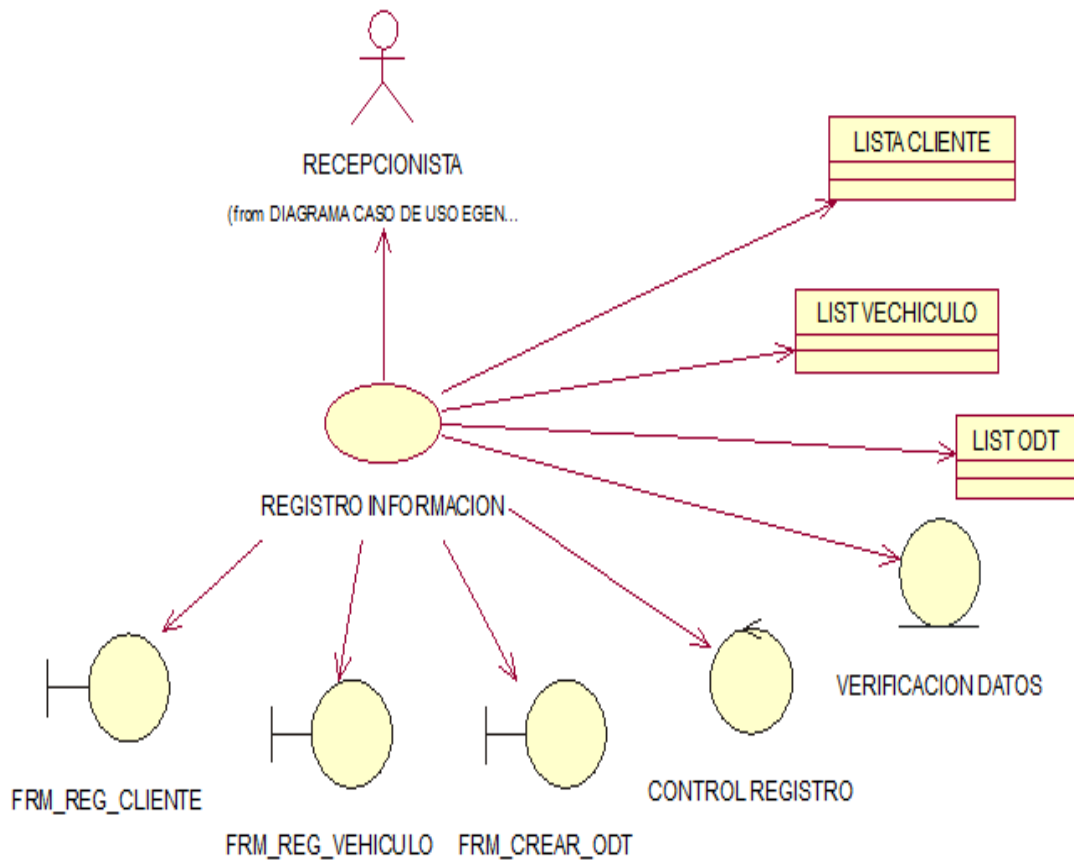 RECEPCIONISTA
(from DIAGRAMA CASO DE USO EGEN...
LISTA CLIENTE
LIST VECHICULO
LIST ODT
REGISTRO INFORMACION
VERIFICACION DATOS
CONTROL REGISTRO
FRM_REG_CLIENTE
FRM_REG_VEHICULO
FRM_CREAR_ODT